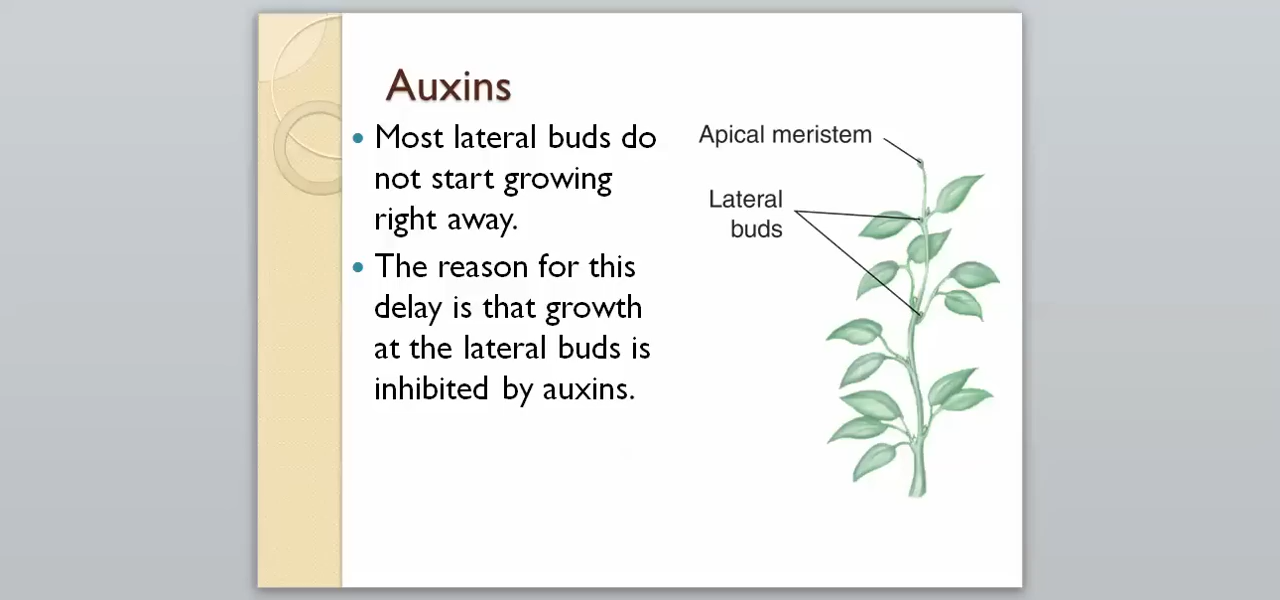 Auxins
Most lateral buds do
not start growing
right away.
The reason for this
delay is that growth
at the lateral buds is
inhibited by auxins.
Apical meristem
Lateral
buds